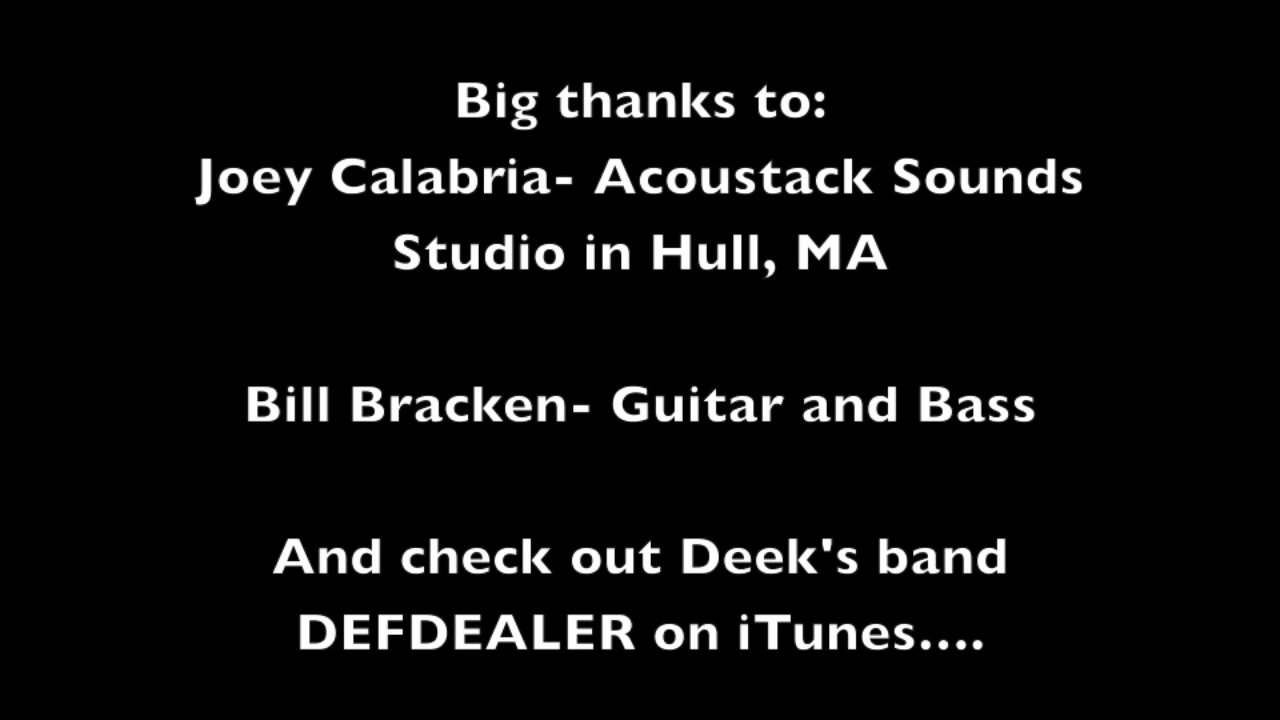 Big thanks to:
Joey Calabria- Acoustack Sounds
Studio in Hull, MA
Bill Bracken- Guitar and Bass
And check out Deek's band
DEFDEALER on iTunes....